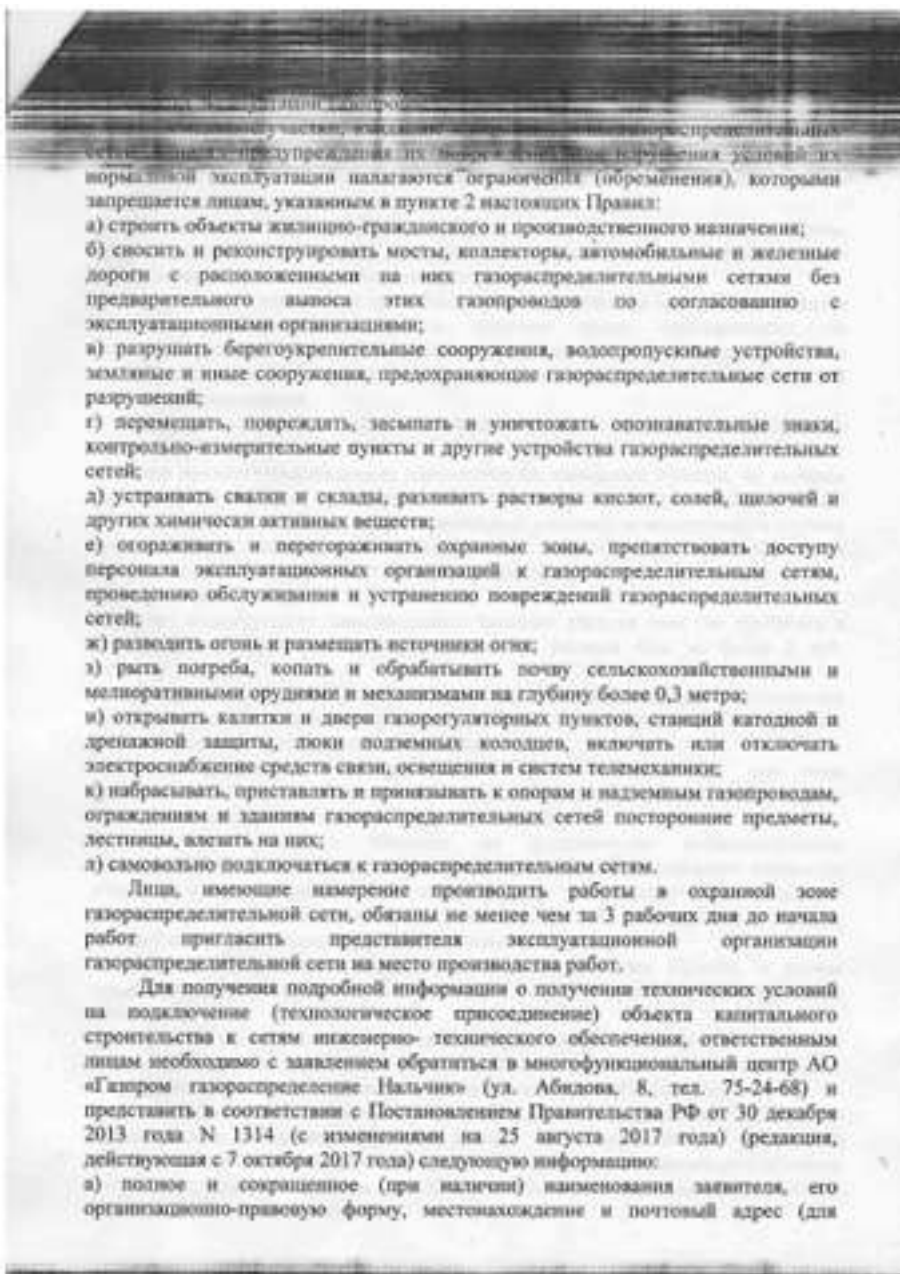 участки, входящие газораспределительных
предупреждения их нарушения условий их
нормальной эксплуатации налагаются ограничения (обременения), которыми
запрещается лицам, указанным в пункте 2 настоящих Правил:
а) строить объекты жилищно-гражданского и производственного назначения;
б) сносить и реконструировать мосты, коллекторы, автомобильные и железные
дороги с расположенными на них газораспределительными сетями без
предварительного выноса этих газопроводов по согласованию с
эксплуатационными организациями;
в) разрушать берегоукрепительные сооружения, водопропускные устройства,
земляные и иные сооружения, предохраняющие газораспределительные сети от
разрушений;
г) перемещать, повреждать, засыпать и уничтожать опознавательные знаки,
контрольно-измерительные пункты и другие устройства газораспределительных
сетей;
д) устраивать свалки и склады, разливать растворы кислот, солей, щелочей и
других химически активных веществ;
е) огораживать и перегораживать охранные зоны, препятствовать доступу
персонала эксплуатационных организаций к газораспределительным сетям,
проведению обслуживания и устранению повреждений газораспределительных
сетей;
ж) разводить огонь и размещать источники огня;
з) рыть погреба, копать и обрабатывать почву сельскохозяйственными и
мелиоративными орудиями и механизмами на глубину более 0,3 метра;
и) открывать калитки и двери газорегуляторных пунктов, станций катодной и
дренажной защиты, люки подземных колодцев, включать или отключать
электроснабжение средств связи, освещения и систем телемеханики;
к) набрасывать, приставлять и привязывать к опорам и надземным газопроводам,
ограждениям и зданиям газораспределительных сетей посторонние предметы,
лестницы, влезать на них;
л) самовольно подключаться к газораспределительным сетям.
Лица, имеющие намерение производить работы в охранной зоне
газораспределительной сети, обязаны не менее чем за 3 рабочих дня до начала
работ пригласить представителя эксплуатационной организации
газораспределительной сети на место производства работ.
Для получения подробной информации о получении технических условий
на подключение (технологическое присоединение) объекта капитального
строительства к сетям инженерно- технического обеспечения, ответственным
лицам необходимо с заявлением обратиться в многофункциональный центр АО
«Газпром газораспределение Нальчик» (ул. Абидова, 8, тел. 75-24-68) и
представить в соответствии с Постановлением Правительства РФ от 30 декабря
2013 года N 1314 (с изменениями на 25 августа 2017 года) (редакция,
действующая с 7 октября 2017 года) следующую информацию:
а) полное и сокращенное (при наличии) наименования заявителя, его
организационно-правовую форму, местонахождение и почтовый адрес (для